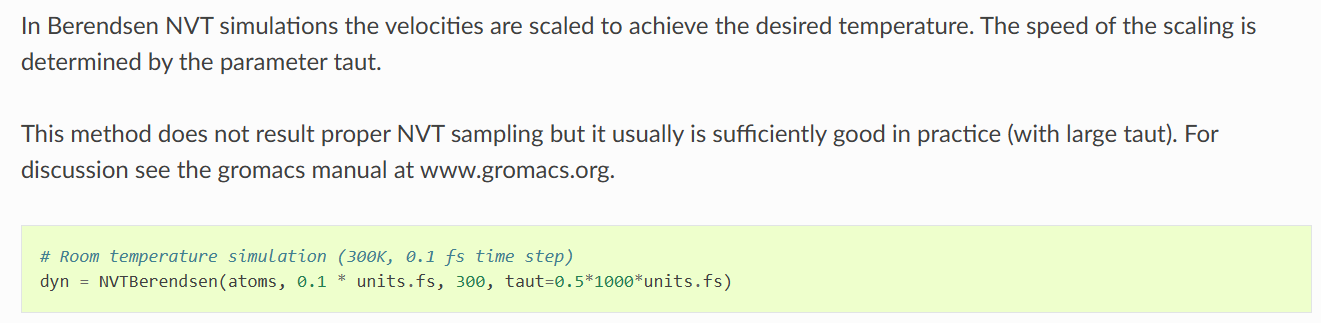 In Berendsen NVT simulations the velocities are scaled to achieve the desired temperature. The speed of the scaling is
determined by the parameter taut.
This method does not result proper NVT sampling but it usually is sufficiently good in practice (with large taut). For
discussion see the gromacs manual at www.gromacs.org.
# Room temperature simulation (300K, 0.1 fs time step)
dyn = NVTBerendsen(atoms, 0.1 * units.fs, 300, taut=0.5*1000*units.fs)